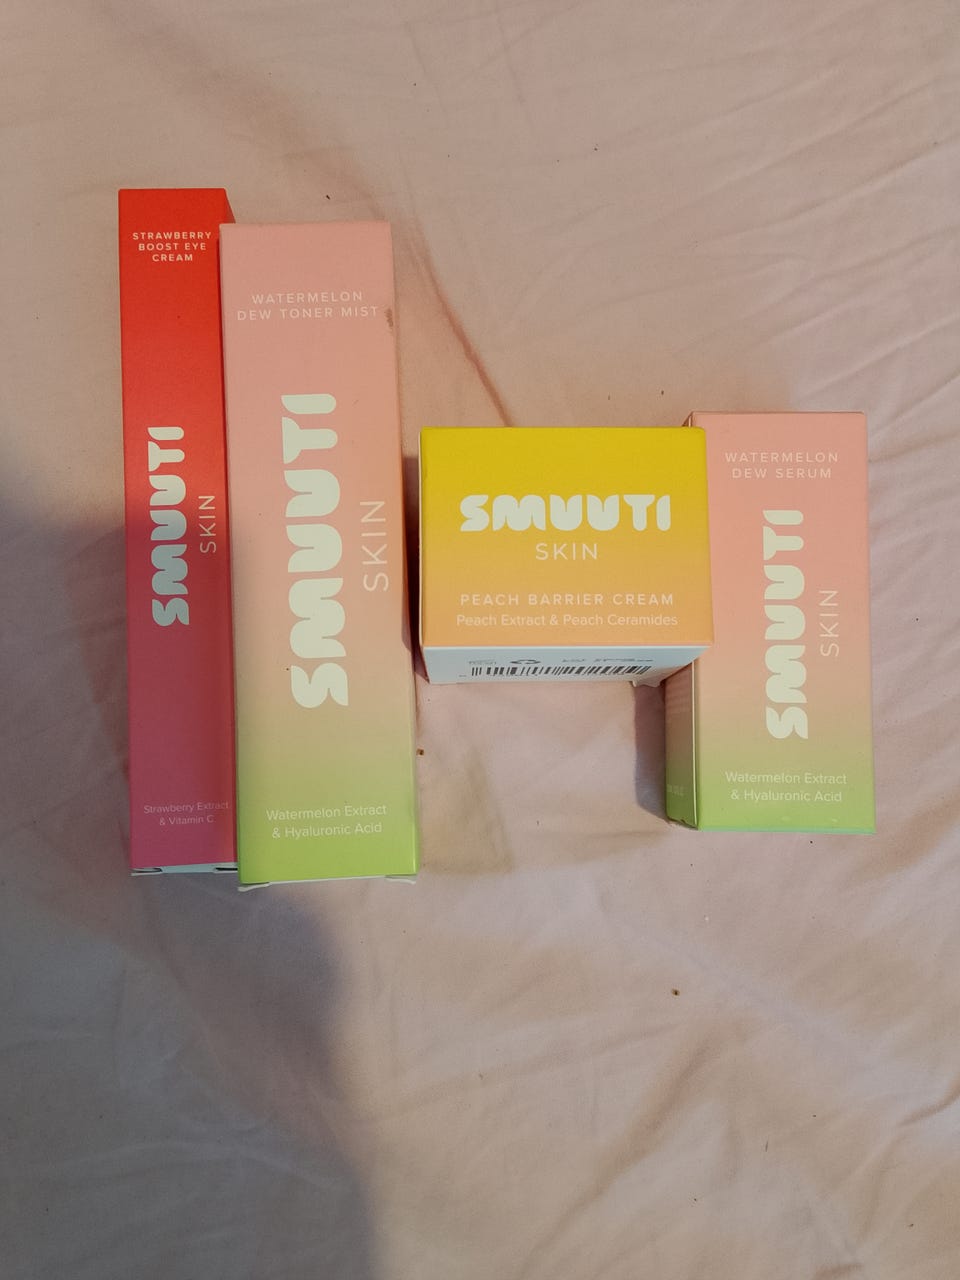 STRAWBERRY
BOOST EYE
CREAM
SMUUTI
SKIN
Strawberry Extract
& Vitamin C
WATERMELON
DEW TONER MIST
SMUUTI
SKIN
Watermelon Extract
& Hyaluronic Acid
SMUUTI
SKIN
PEACH BARRIER CREAM
Peach Extract & Peach Ceramides
WATERMELON
DEW SERUM
SMUUTI
SKIN
Watermelon Extract
& Hyaluronic Acid